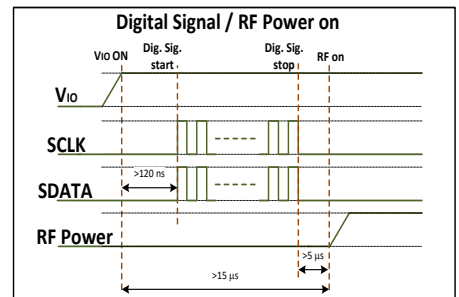 Digital Signal / RF Power on
VIO ON
Dig. Sig.
start
Dig. Sig.
stop
RF on
VIO
SCLK
>120 ns
SDATA
RF Power
>5 μs
>15 μs